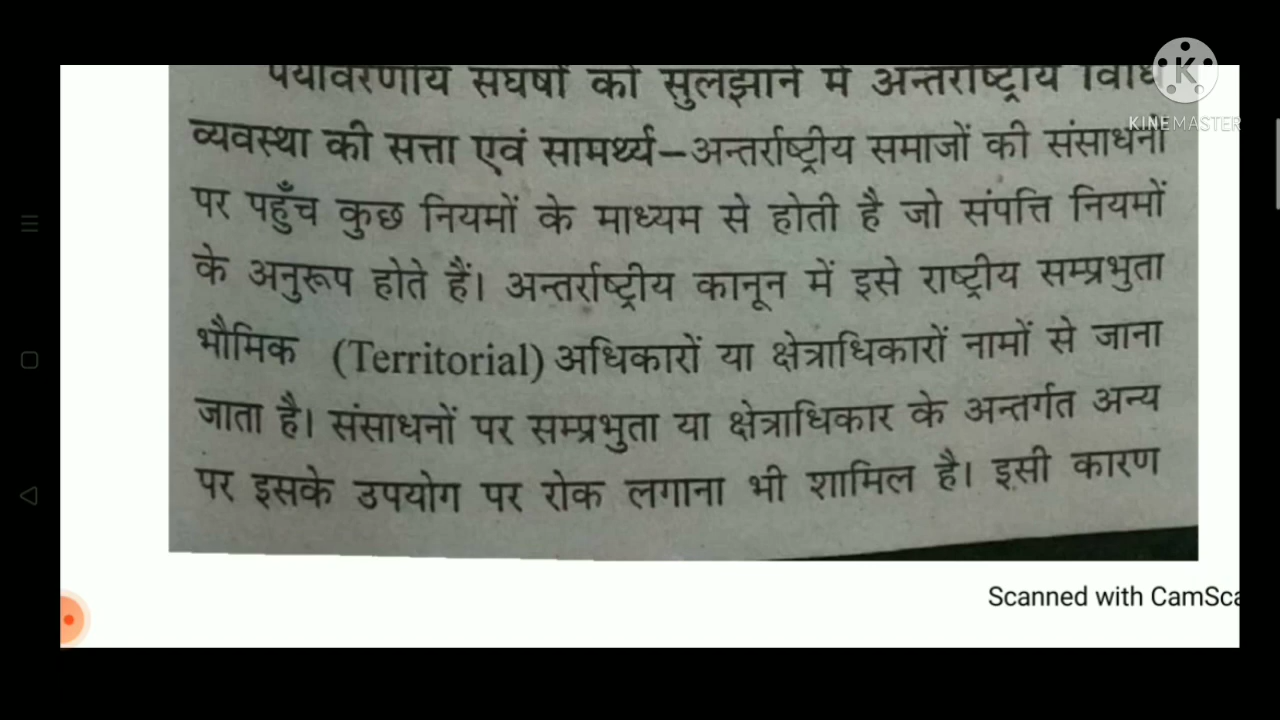 पर्यावरणीय संघर्षों को सुलझाने में अन्तर्राष्ट्रीय विधि
KINEMASTER
व्यवस्था की सत्ता एवं सामर्थ्य–अन्तर्राष्ट्रीय समाजों की संसाधनों
पर पहुँच कुछ नियमों के माध्यम से होती है जो संपत्ति नियमों
के अनुरूप होते हैं। अन्तर्राष्ट्रीय कानून में इसे राष्ट्रीय सम्प्रभुता
भौमिक (Territorial) अधिकारों या क्षेत्राधिकारों नामों से जाना
जाता है। संसाधनों पर सम्प्रभुता या क्षेत्राधिकार के अन्तर्गत अन्य
पर इसके उपयोग पर रोक लगाना भी शामिल है। इसी कारण
Scanned with CamSca